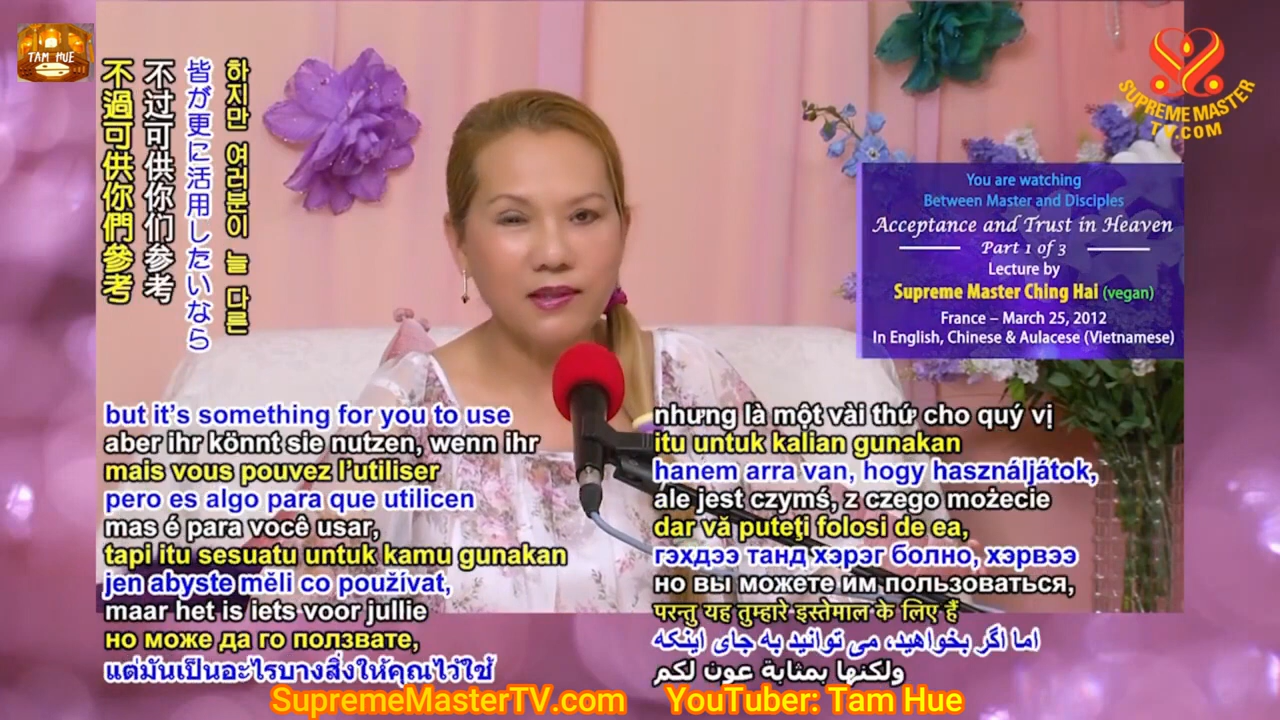 TAM HUE
不過可供你們參考
不过可供你们参考
皆が更に活用したいなら
하지만 여러분이 늘 다른
SUPREME MASTER
TV.COM
You are watching
Between Master and Disciples
Acceptance and Trust in Heaven
Part 1 of 3
Lecture by
Supreme Master Ching Hai (vegan)
France – March 25, 2012
In English, Chinese & Aulacese (Vietnamese)
but it's something for you to use
aber ihr könnt sie nutzen, wenn ihr
mais vous pouvez l'utiliser
pero es algo para que utilicen
mas é para você usar,
tapi itu sesuatu untuk kamu gunakan
jen abyste měli co používat,
maar het is iets voor jullie
но може да го ползвате,
แต่มันเป็นอะไรบางสิ่งให้คุณไว้ใช้
nhưng là một vài thứ cho quý vị
itu untuk kalian gunakan
hanem arra van, hogy használjátok,
ale jest czymś, z czego możecie
dar vă puteţi folosi de ea,
гэхдээ танд хэрэг болно, хэрвээ
но вы можете им пользоваться,
परन्तु यह तुम्हारे इस्तेमाल के लिए हैं
اما اگر بخواهید، می توانید به جای اینکه
ولكنها بمثابة عون لكم
SupremeMasterTV.com YouTuber: Tam Hue